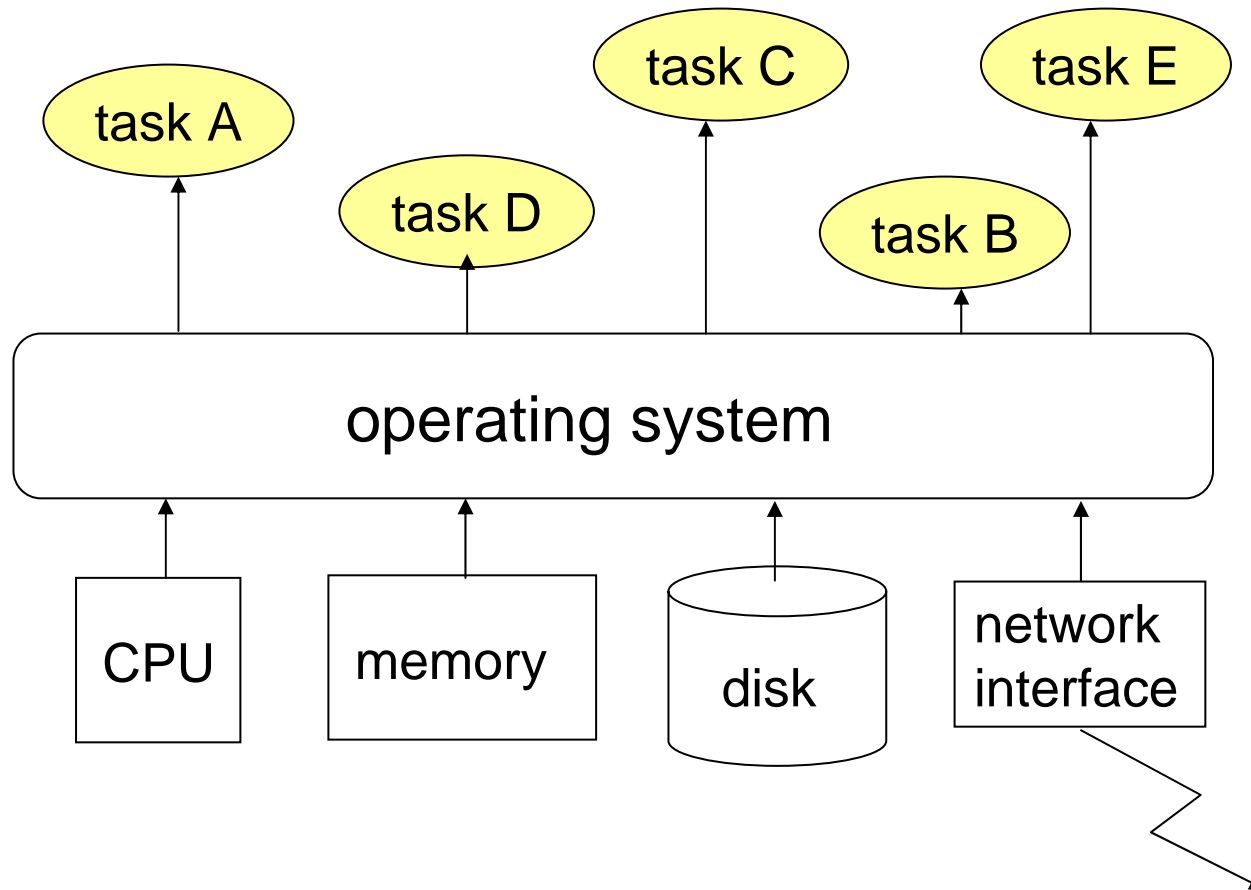 task C
task E
task A
task D
task B
operating system
CPU
memory
disk
network
interface